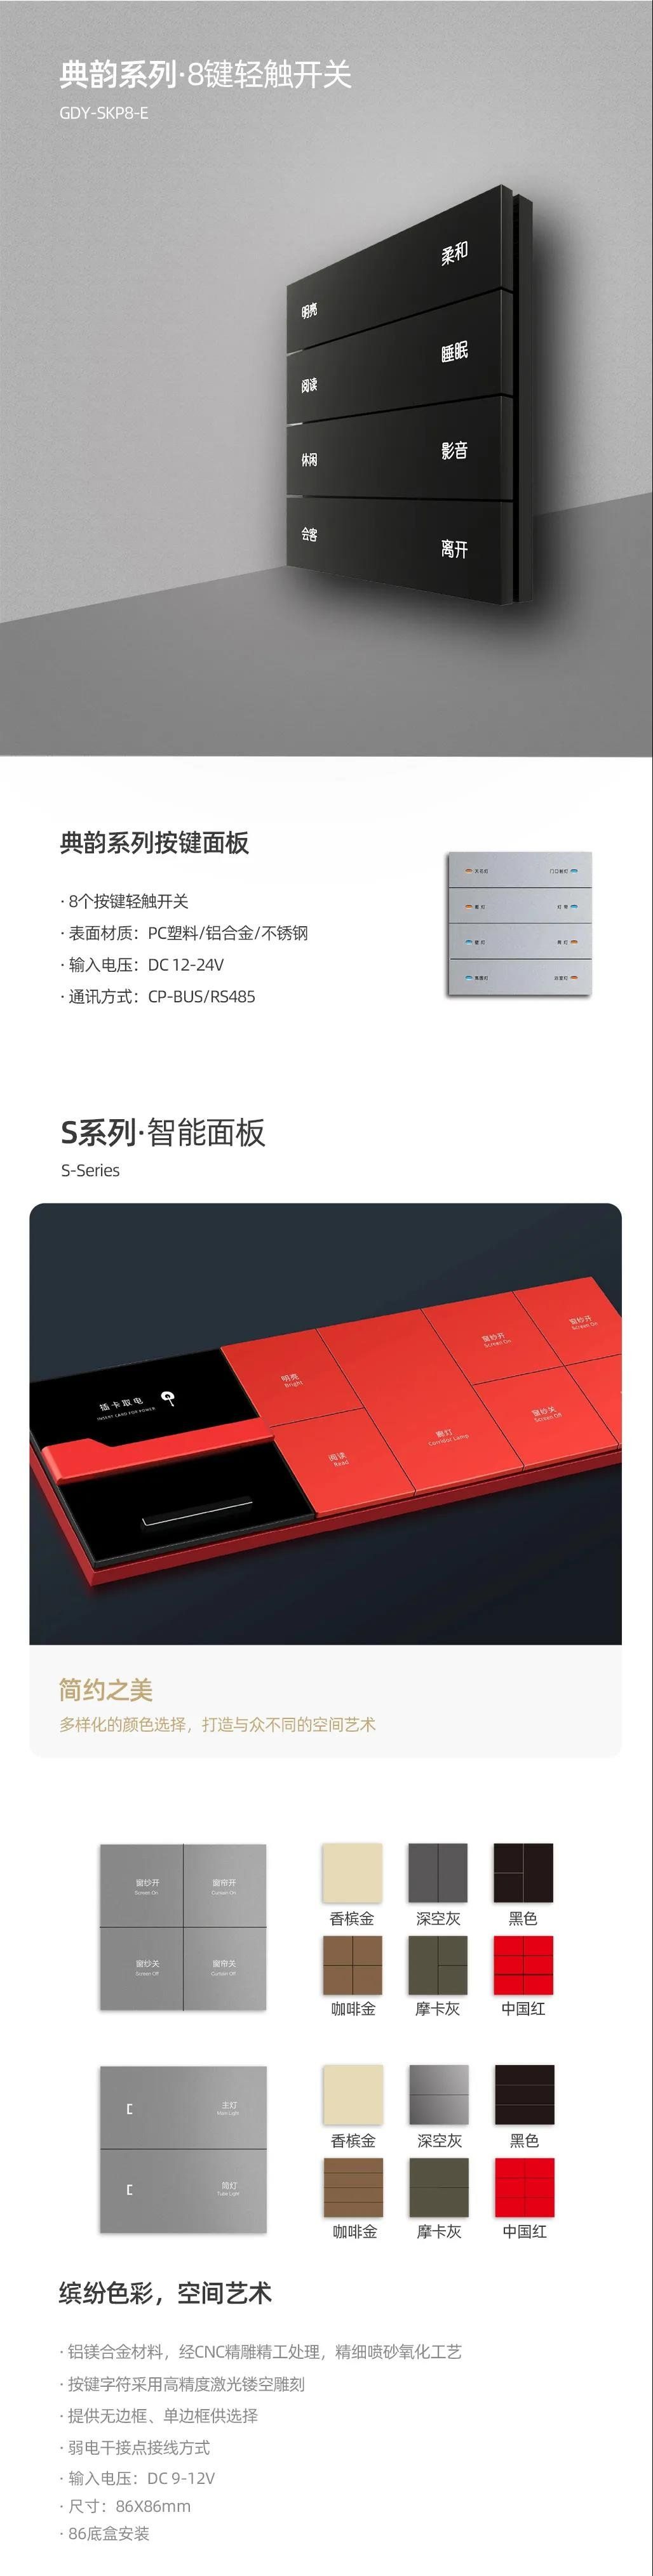 典韵系列·8键轻触开关
GDY-SKP8-E
柔和
明亮
睡眠
阅读
影音
休闲
会客
离开
典韵系列按键面板
· 8个按键轻触开关
· 表面材质：PC塑料/铝合金/不锈钢
· 输入电压：DC 12-24V
· 通讯方式：CP-BUS/RS485
S系列·智能面板
S-Series
插卡取电
INSERT CARD FOR POWER
明亮
Bright
阅读
Read
廊灯
Corridor Lamp
窗纱开
Screen On
窗纱关
Screen Off
窗纱开
Screen On
简约之美
多样化的颜色选择，打造与众不同的空间艺术
窗纱开
Screen On
窗帘开
Curtain On
窗纱关
Screen Off
窗帘关
Curtain Off
香槟金
深空灰
黑色
咖啡金
摩卡灰
中国红
主灯
Main Light
筒灯
Tube Light
香槟金
深空灰
黑色
咖啡金
摩卡灰
中国红
缤纷色彩，空间艺术
· 铝镁合金材料，经CNC精雕精工处理，精细喷砂氧化工艺
· 按键字符采用高精度激光镂空雕刻
· 提供无边框、单边框供选择
· 弱电干接点接线方式
· 输入电压：DC 9-12V
· 尺寸：86X86mm
· 86底盒安装